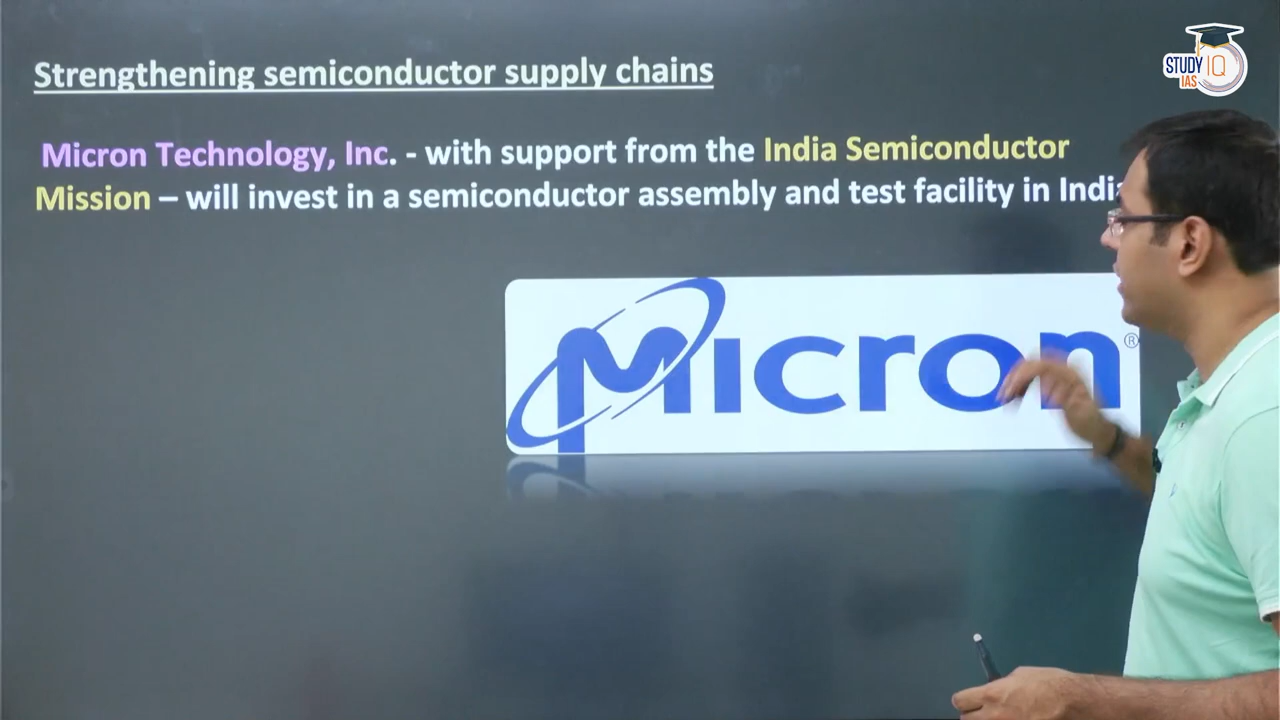 STUDY IQ
IAS
Strengthening semiconductor supply chains
Micron Technology, Inc. - with support from the India Semiconductor
Mission – will invest in a semiconductor assembly and test facility in India
Micron®